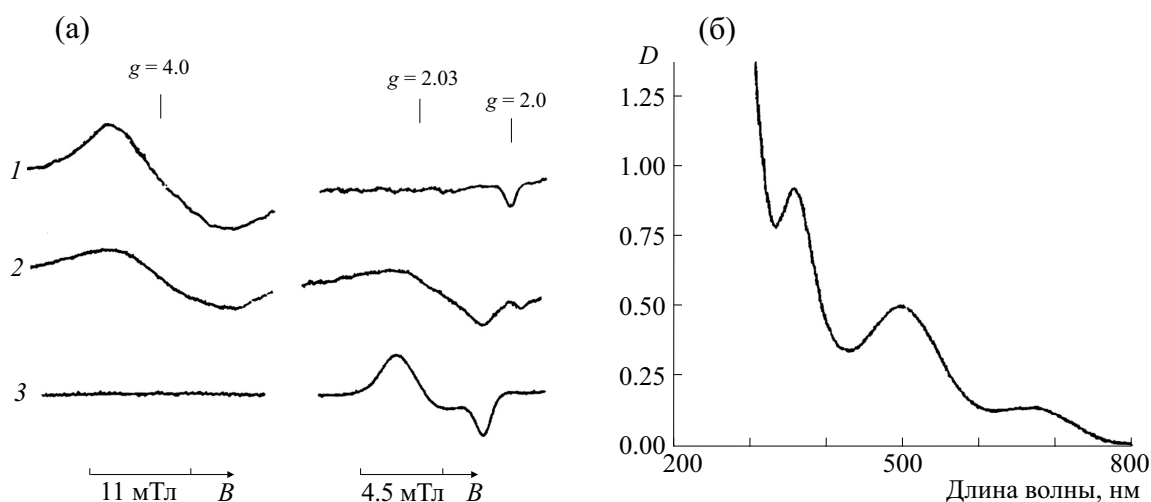 (а)
g = 4.0
g = 2.03
g = 2.0
1
2
3
11 мТл B
4.5 мТл B
(б)
D
1.25
1.00
0.75
0.50
0.25
0.00
200 500 800
Длина волны, нм